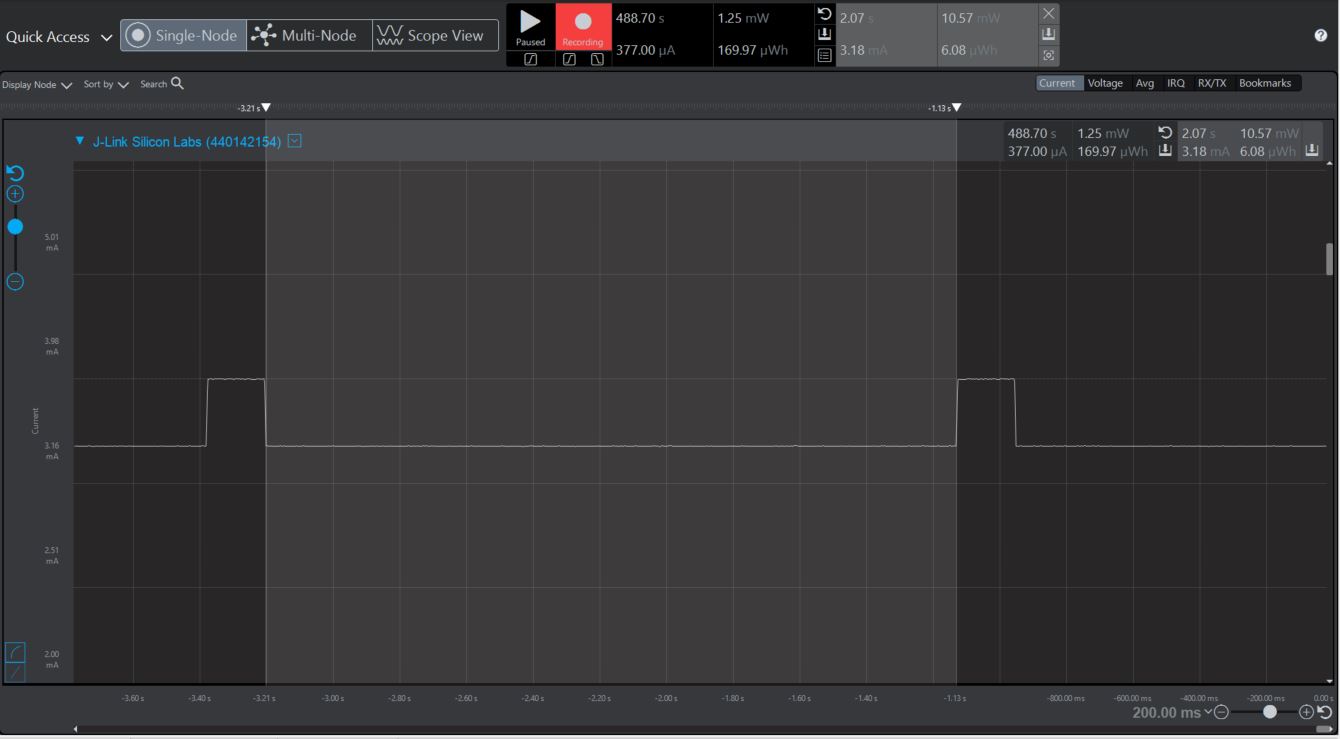 Quick Access Single-Node Multi-Node Scope View
Paused Recording
488.70 s 1.25 mW 2.07 s 10.57 mW
377.00 µA 169.97 µWh 3.18 mA 6.08 µWh
Display Node Sort by Search
Current Voltage Avg IRQ RX/TX Bookmarks
-3.21 s -1.13 s
J-Link Silicon Labs (440142154)
488.70 s 1.25 mW 2.07 s 10.57 mW
377.00 µA 169.97 µWh 3.18 mA 6.08 µWh
5.01
mA
3.98
mA
Current
3.16
mA
2.51
mA
2.00
mA
-3.60 s -3.40 s -3.21 s -3.00 s -2.80 s -2.60 s -2.40 s -2.20 s -2.00 s -1.80 s -1.60 s -1.40 s -1.13 s -800.00 ms -600.00 ms -400.00 ms -200.00 ms 0.00 s
200.00 ms